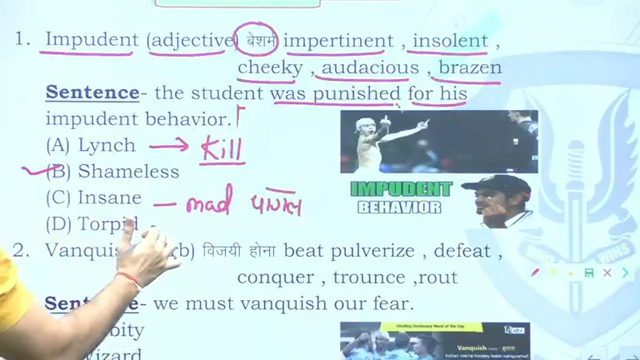 1. Impudent (adjective) बेशर्म impertinent , insolent ,
cheeky , audacious , brazen
Sentence- the student was punished for his
impudent behavior.
(A) Lynch → Kill
(B) Shameless
(C) Insane – mad पागल
(D) Torpid
IMPUDENT
BEHAVIOR
2. विजयी होना beat pulverize , defeat ,
conquer , trounce , rout
we must vanquish our fear.
Vanquish
WINS